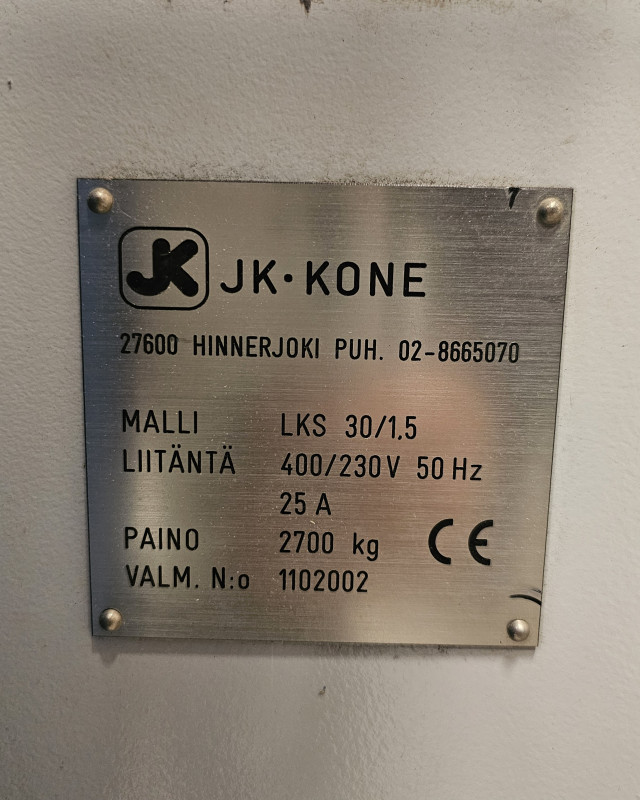 JK JK·KONE
27600 HINNERJOKI PUH. 02-8665070
MALLI LKS 30/1,5
LIITÄNTÄ 400/230V 50 Hz
25 A
PAINO 2700 kg CE
VALM. N:o 1102002